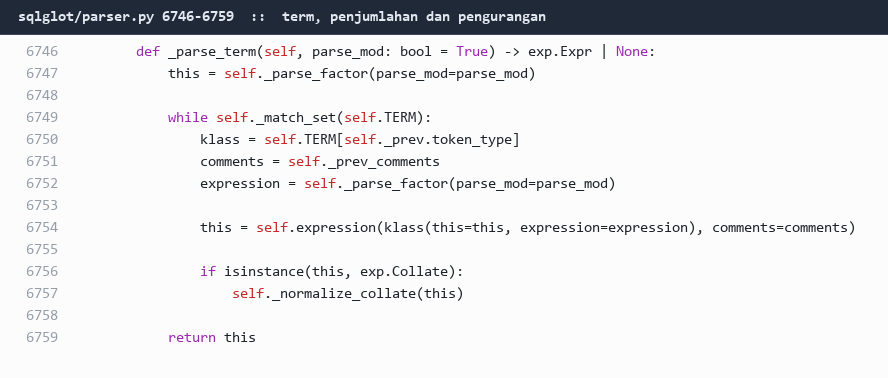 sqlglot/parser.py 6746-6759  ::  term, penjumlahan dan pengurangan
6746        def _parse_term(self, parse_mod: bool = True) -> exp.Expr | None:
6747            this = self._parse_factor(parse_mod=parse_mod)
6748
6749            while self._match_set(self.TERM):
6750                klass = self.TERM[self._prev.token_type]
6751                comments = self._prev_comments
6752                expression = self._parse_factor(parse_mod=parse_mod)
6753
6754                this = self.expression(klass(this=this, expression=expression), comments=comments)
6755
6756                if isinstance(this, exp.Collate):
6757                    self._normalize_collate(this)
6758
6759            return this